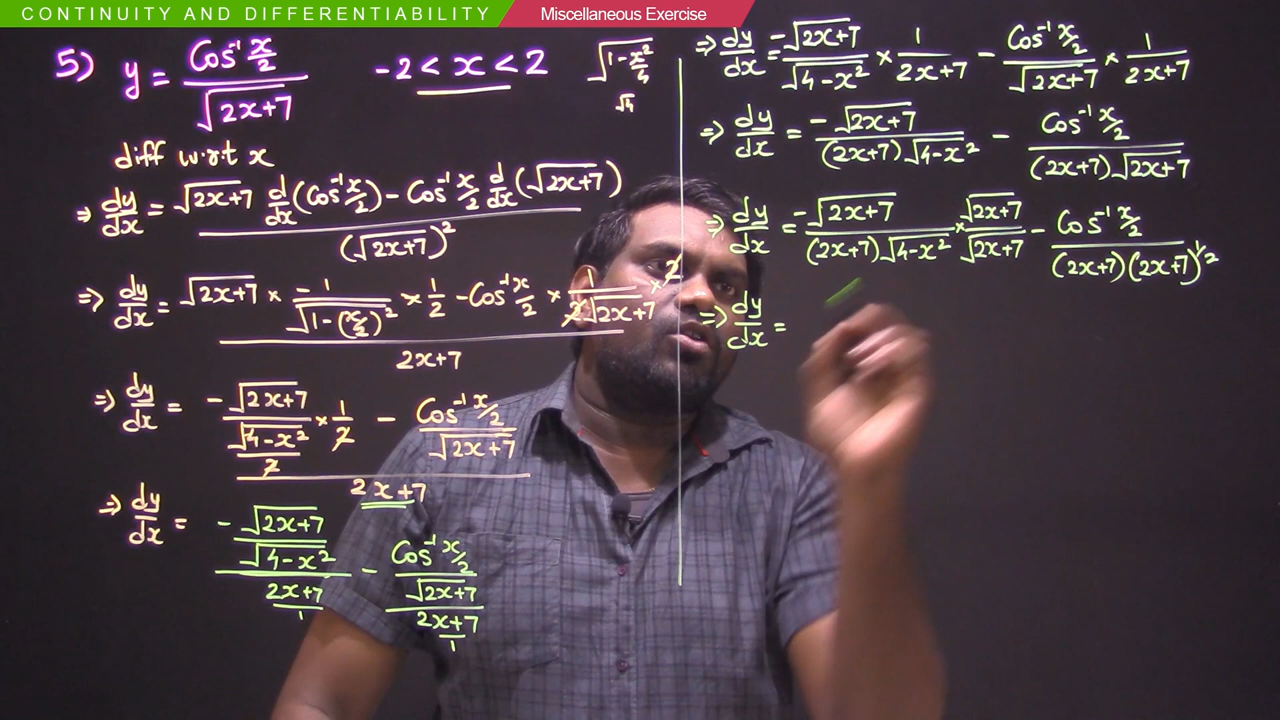 CONTINUITY AND DIFFERENTIABILITY
Miscellaneous Exercise
5) y = Cos⁻¹ x/2 / √(2x+7)    -2 < x < 2    √(1-x²/4)
√4
diff w.r.t x
⇒ dy/dx = (√(2x+7) d/dx (Cos⁻¹ x/2) - Cos⁻¹ x/2 d/dx (√(2x+7))) / (√(2x+7))²
⇒ dy/dx = (√(2x+7) × -1/√(1-(x/2)²) × 1/2 - Cos⁻¹ x/2 × 1/(2√(2x+7)) × 2) / (2x+7)
⇒ dy/dx = (-√(2x+7) / (√(4-x²)/2) × 1/2 - Cos⁻¹ x/2 / √(2x+7)) / (2x+7)
⇒ dy/dx = (-√(2x+7) / √(4-x²)) / ((2x+7)/1) - (Cos⁻¹ x/2 / √(2x+7)) / ((2x+7)/1)
⇒ dy/dx = -√(2x+7) / √(4-x²) × 1/(2x+7) - Cos⁻¹ x/2 / √(2x+7) × 1/(2x+7)
⇒ dy/dx = -√(2x+7) / ((2x+7)√(4-x²)) - Cos⁻¹ x/2 / ((2x+7)√(2x+7))
⇒ dy/dx = -√(2x+7) / ((2x+7)√(4-x²)) × √(2x+7)/√(2x+7) - Cos⁻¹ x/2 / ((2x+7)(2x+7)^1/2)
⇒ dy/dx =